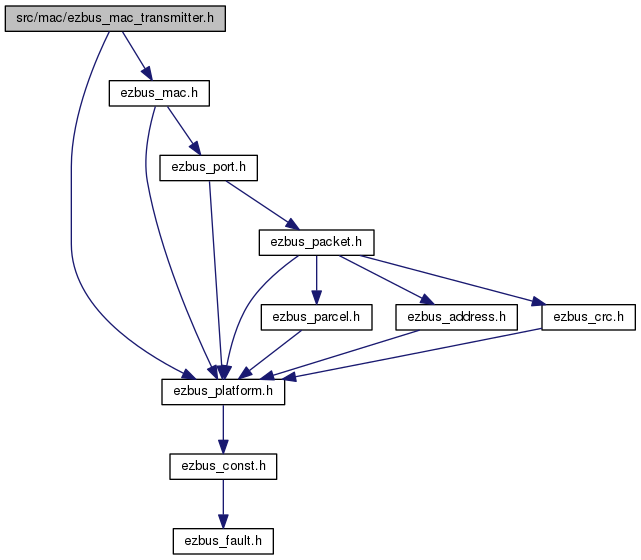 src/mac/ezbus_mac_transmitter.h
ezbus_mac.h
ezbus_port.h
ezbus_packet.h
ezbus_parcel.h
ezbus_address.h
ezbus_crc.h
ezbus_platform.h
ezbus_const.h
ezbus_fault.h